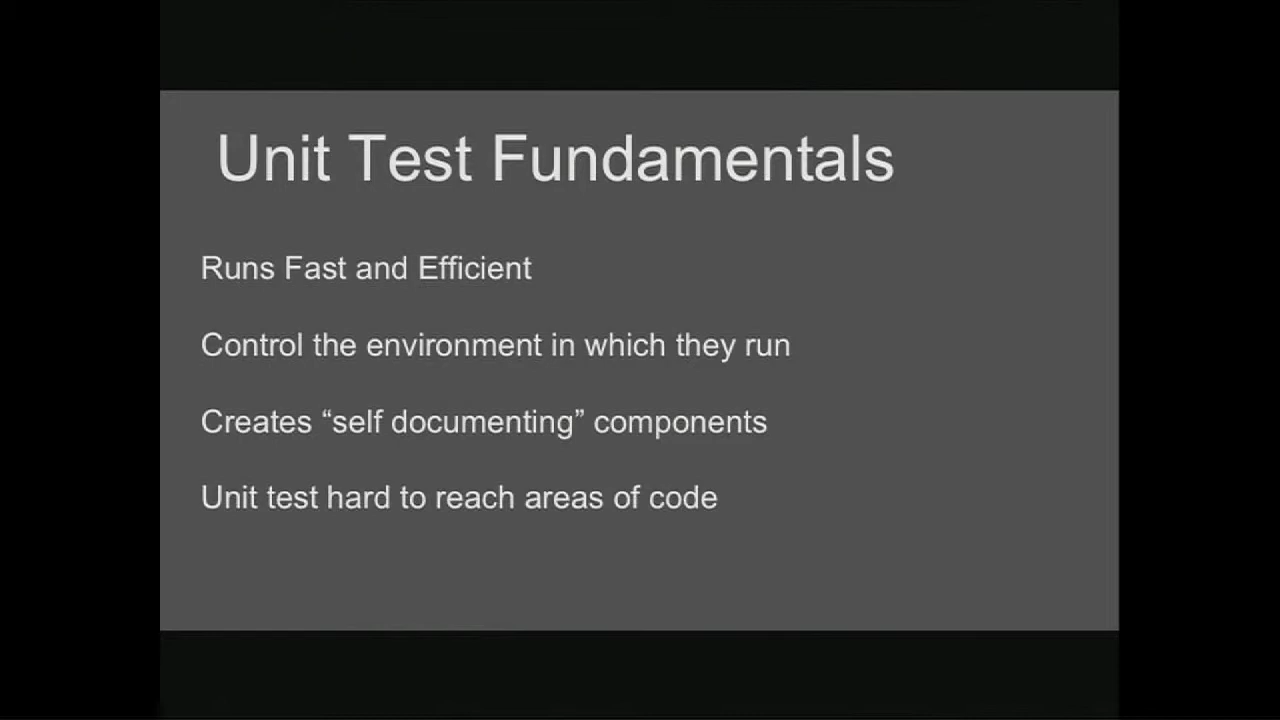 Unit Test Fundamentals
Runs Fast and Efficient
Control the environment in which they run
Creates “self documenting” components
Unit test hard to reach areas of code